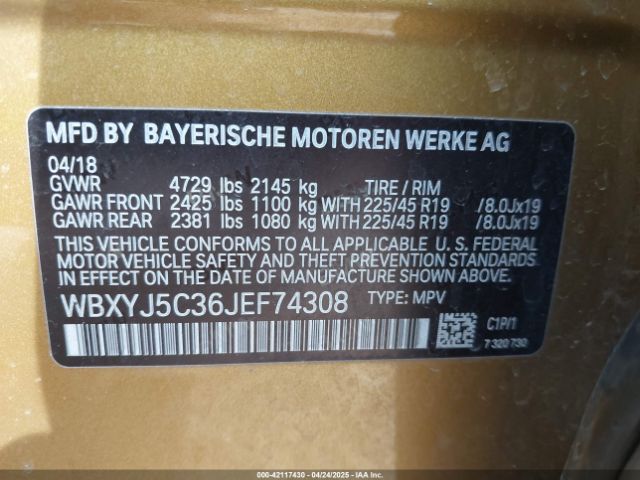 MFD BY BAYERISCHE MOTOREN WERKE AG
04/18
GVWR 4729 lbs 2145 kg TIRE / RIM
GAWR FRONT 2425 lbs 1100 kg WITH 225/45 R19 /8.0Jx19
GAWR REAR 2381 lbs 1080 kg WITH 225/45 R19 /8.0Jx19
THIS VEHICLE CONFORMS TO ALL APPLICABLE U. S. FEDERAL
MOTOR VEHICLE SAFETY AND THEFT PREVENTION STANDARDS
IN EFFECT ON THE DATE OF MANUFACTURE SHOWN ABOVE.
WBXYJ5C36JEF74308 TYPE: MPV
C1P/1
7 320 730
000-42117430 - 04/24/2025 - IAA Inc.